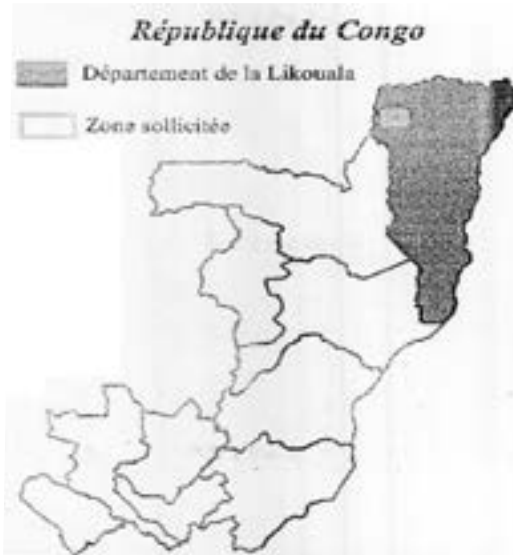 République du Congo
Département de la Likouala
Zone sollicitée